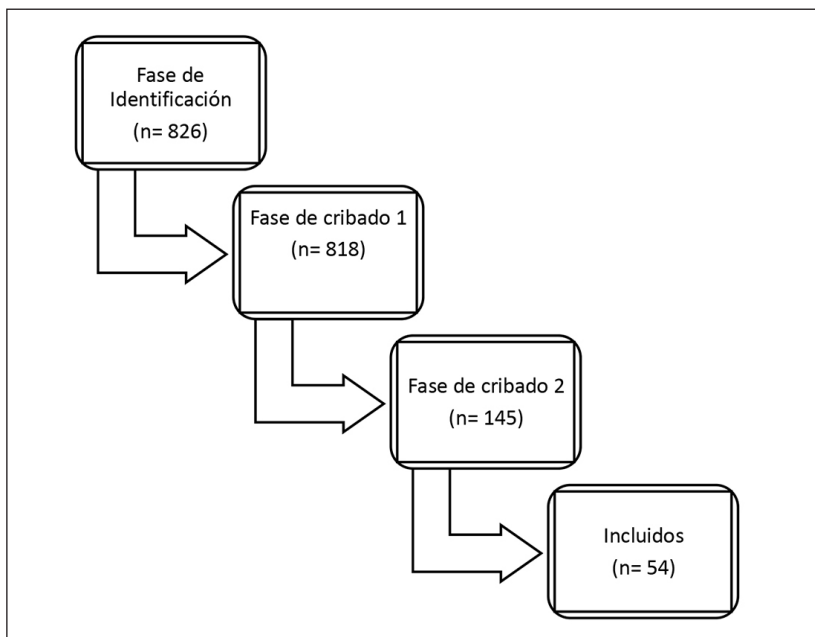 Fase de
Identificación
(n= 826)
Fase de cribado 1
(n= 818)
Fase de cribado 2
(n= 145)
Incluidos
(n= 54)